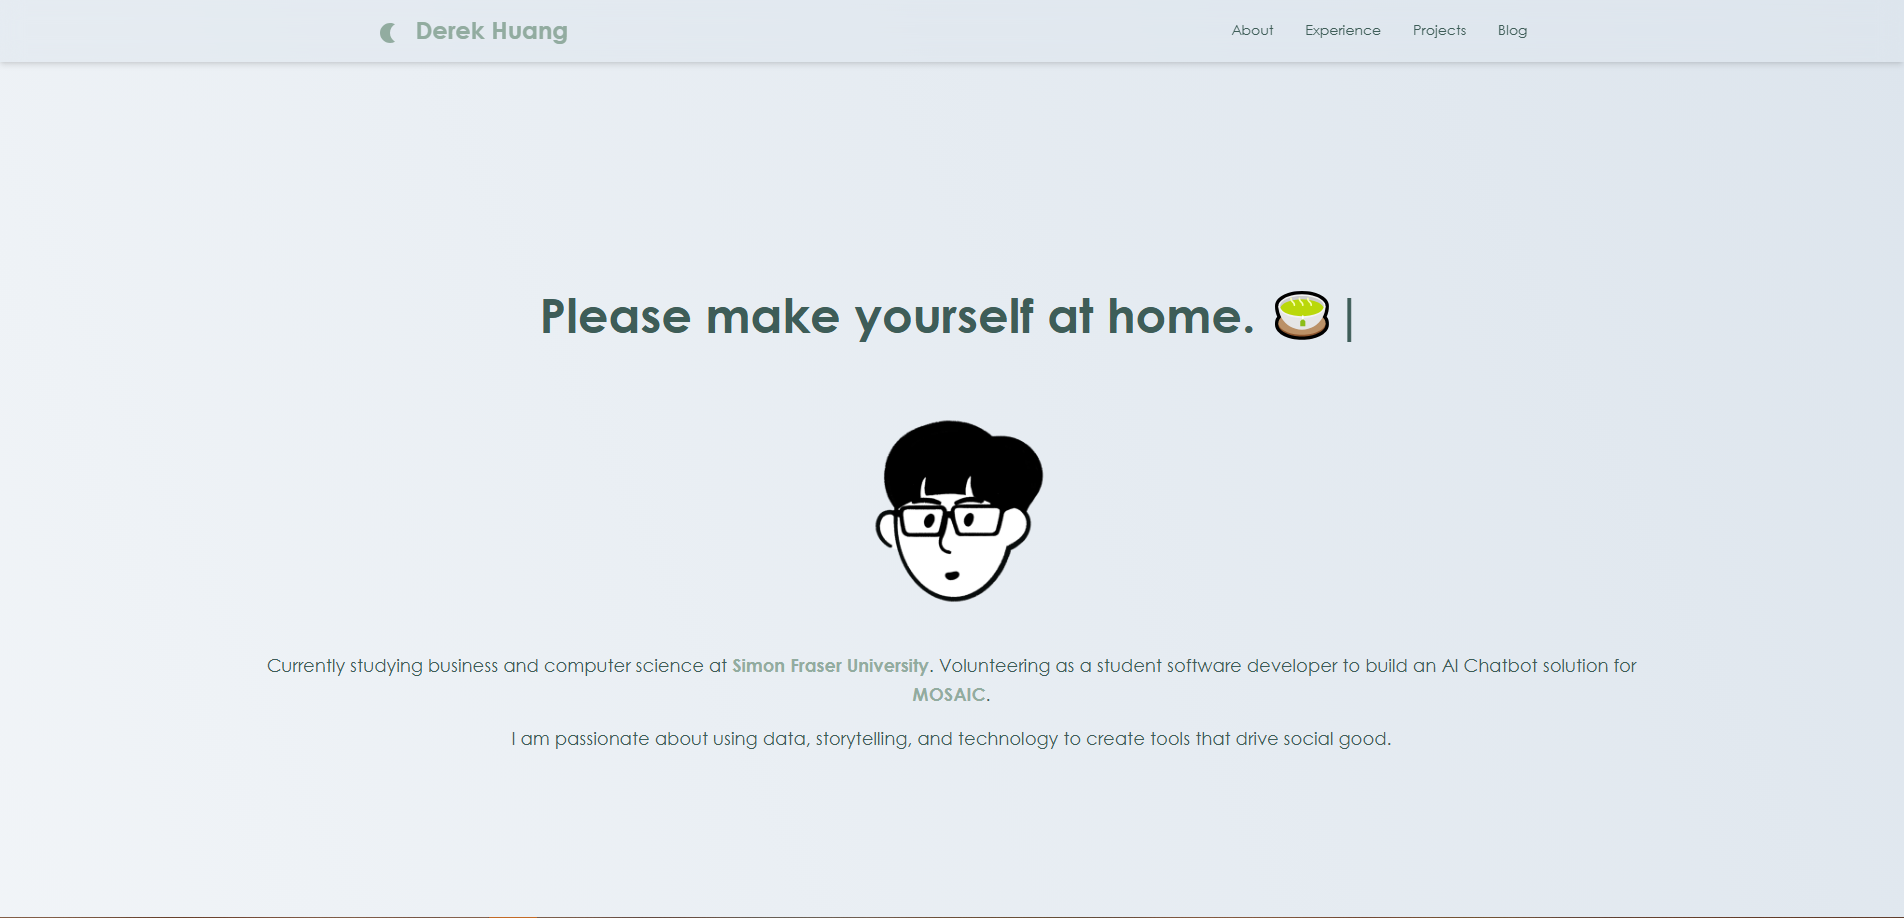 Derek Huang
About Experience Projects Blog
Please make yourself at home. 🍵 |
Currently studying business and computer science at Simon Fraser University. Volunteering as a student software developer to build an AI Chatbot solution for
MOSAIC.
I am passionate about using data, storytelling, and technology to create tools that drive social good.